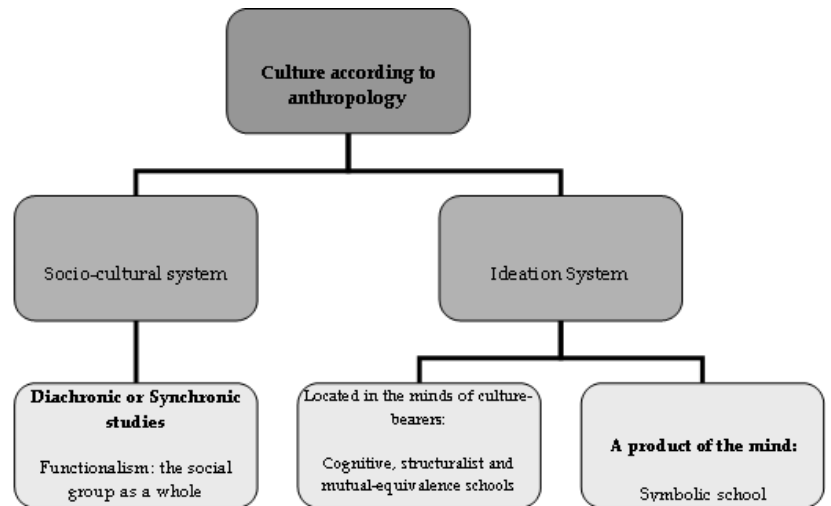 Culture according to
anthropology
Socio-cultural system
Ideation System
Diachronic or Synchronic
studies
Functionalism: the social
group as a whole
Located in the minds of culture-
bearers:
Cognitive, structuralist and
mutual-equivalence schools
A product of the mind:
Symbolic school